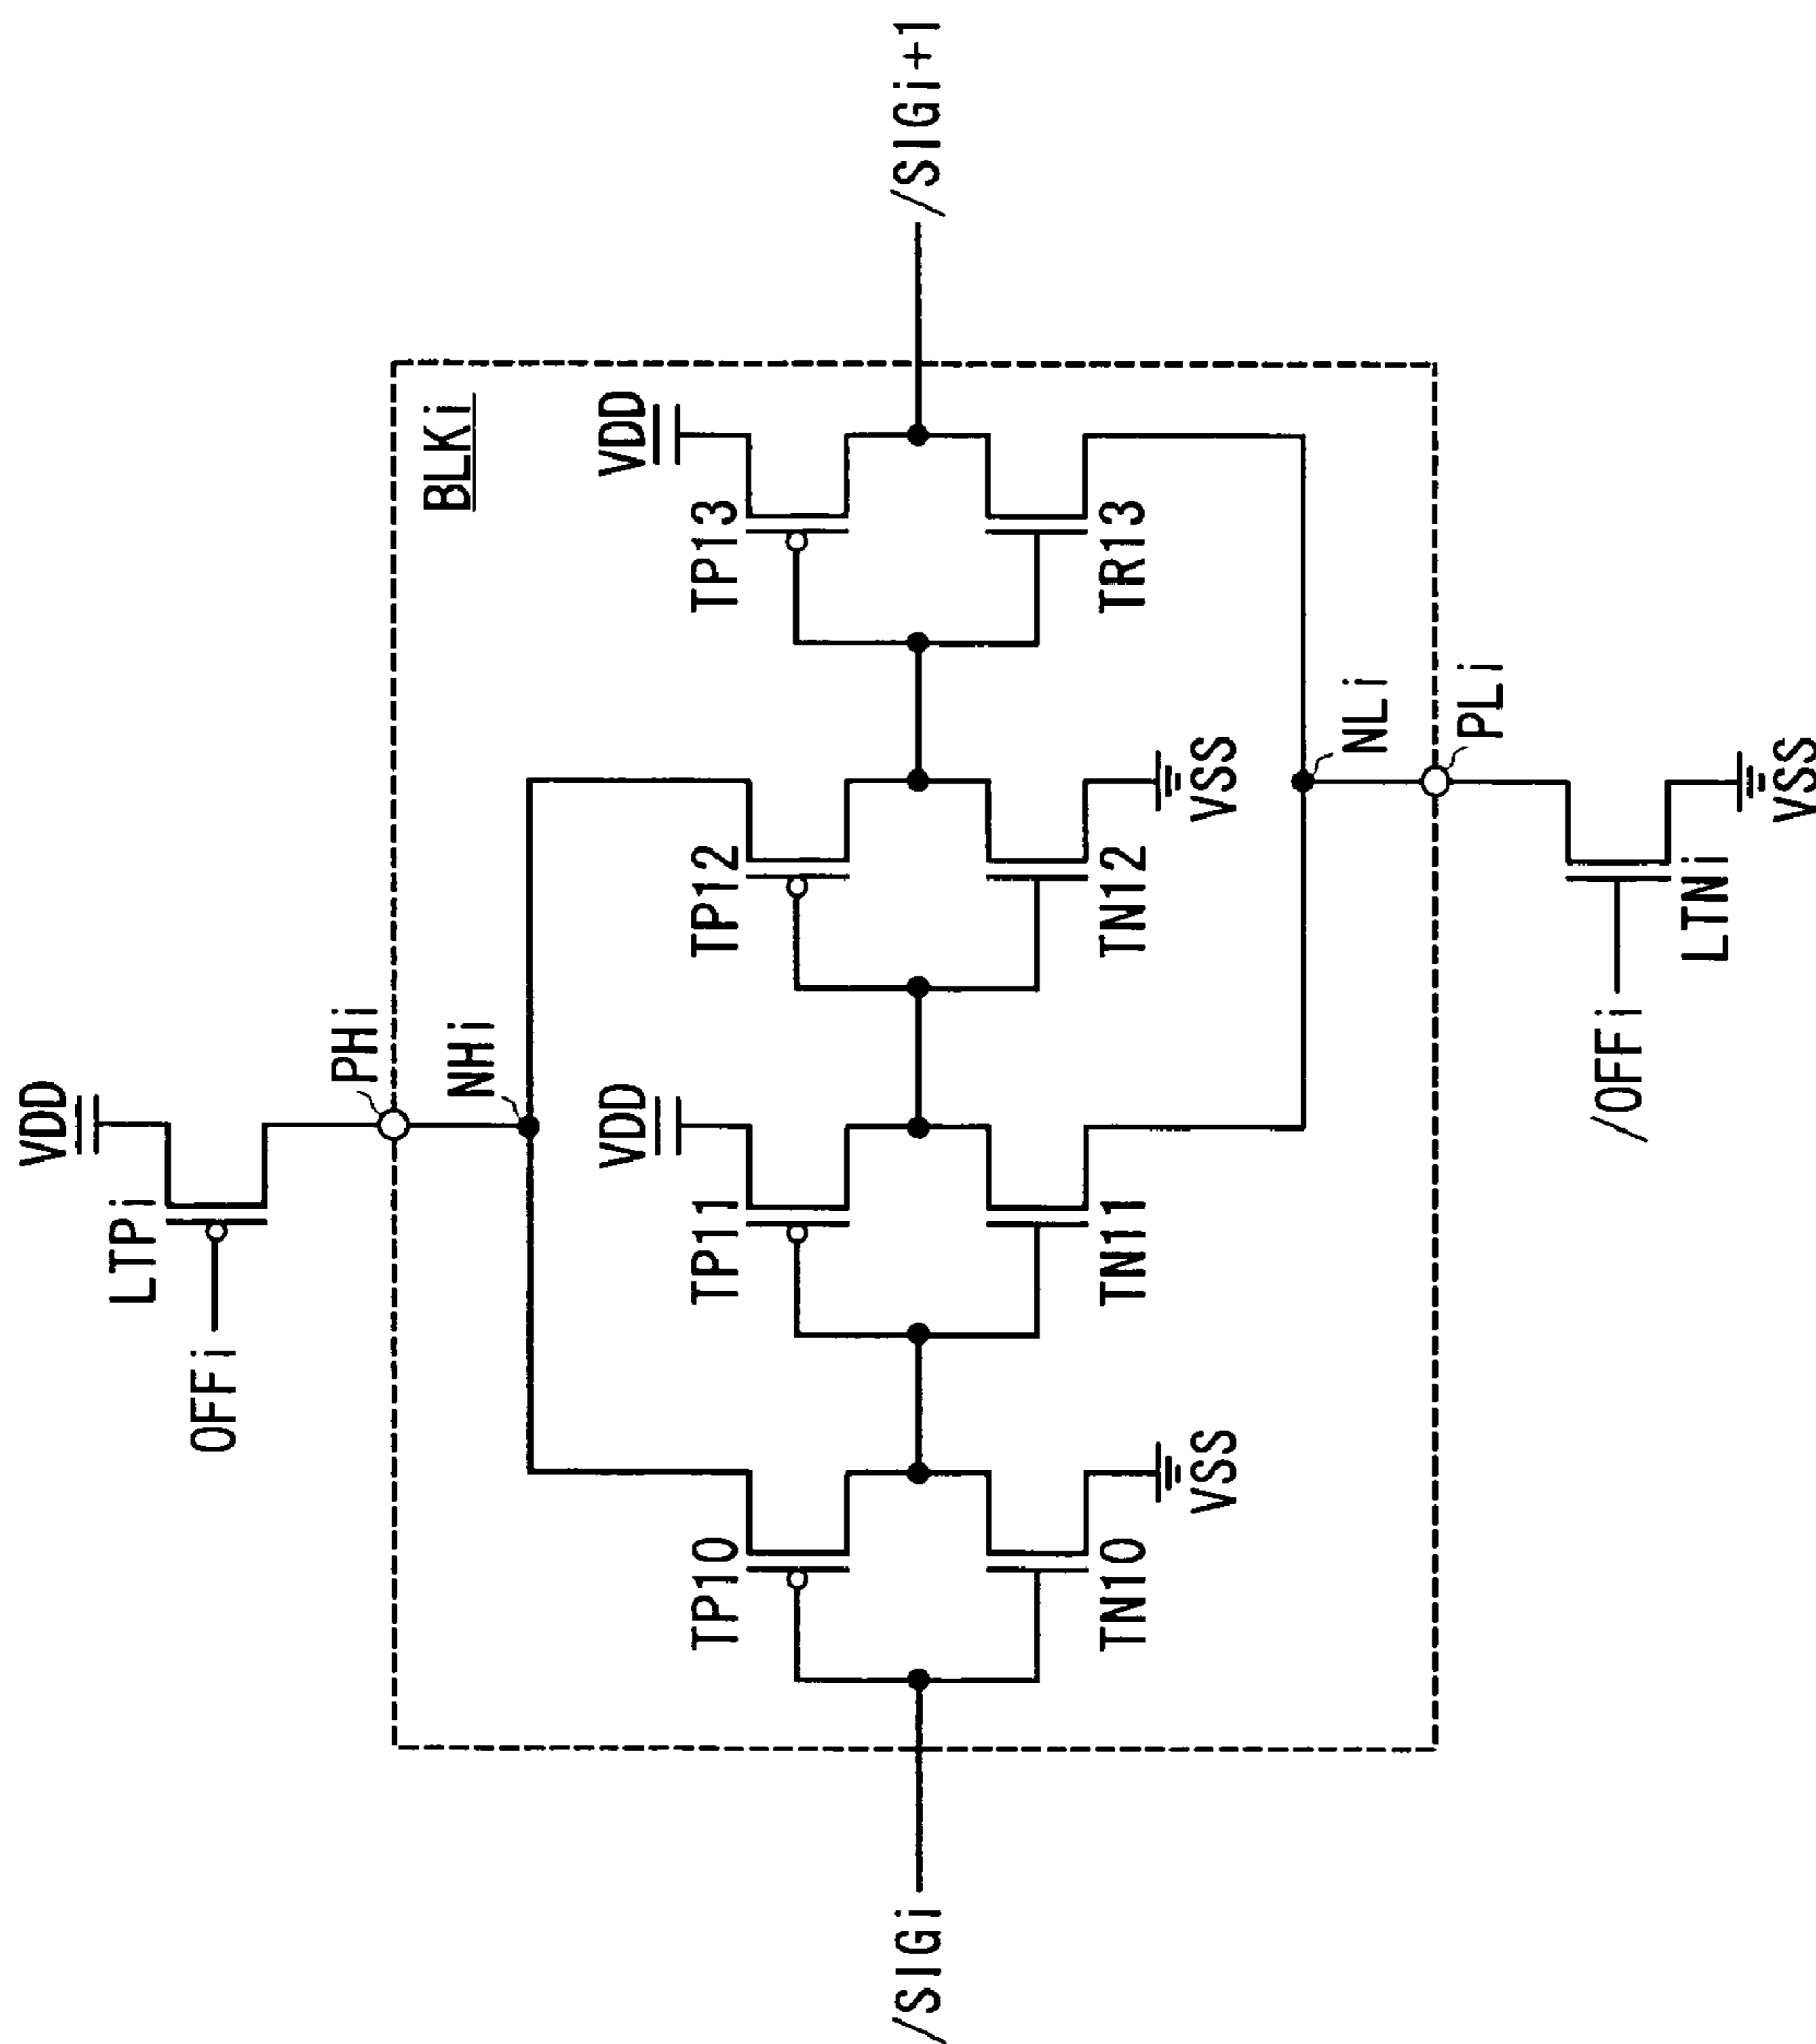 VDD
LTPi
OFFi
PHi
NHi
BLKi
VDD
VDD
TP10
TP11
TP12
TP13
/SIGi
/SIGi+1
TN10
TN11
TN12
TR13
VSS
VSS
NLi
PLi
/OFFi
LTNi
VSS